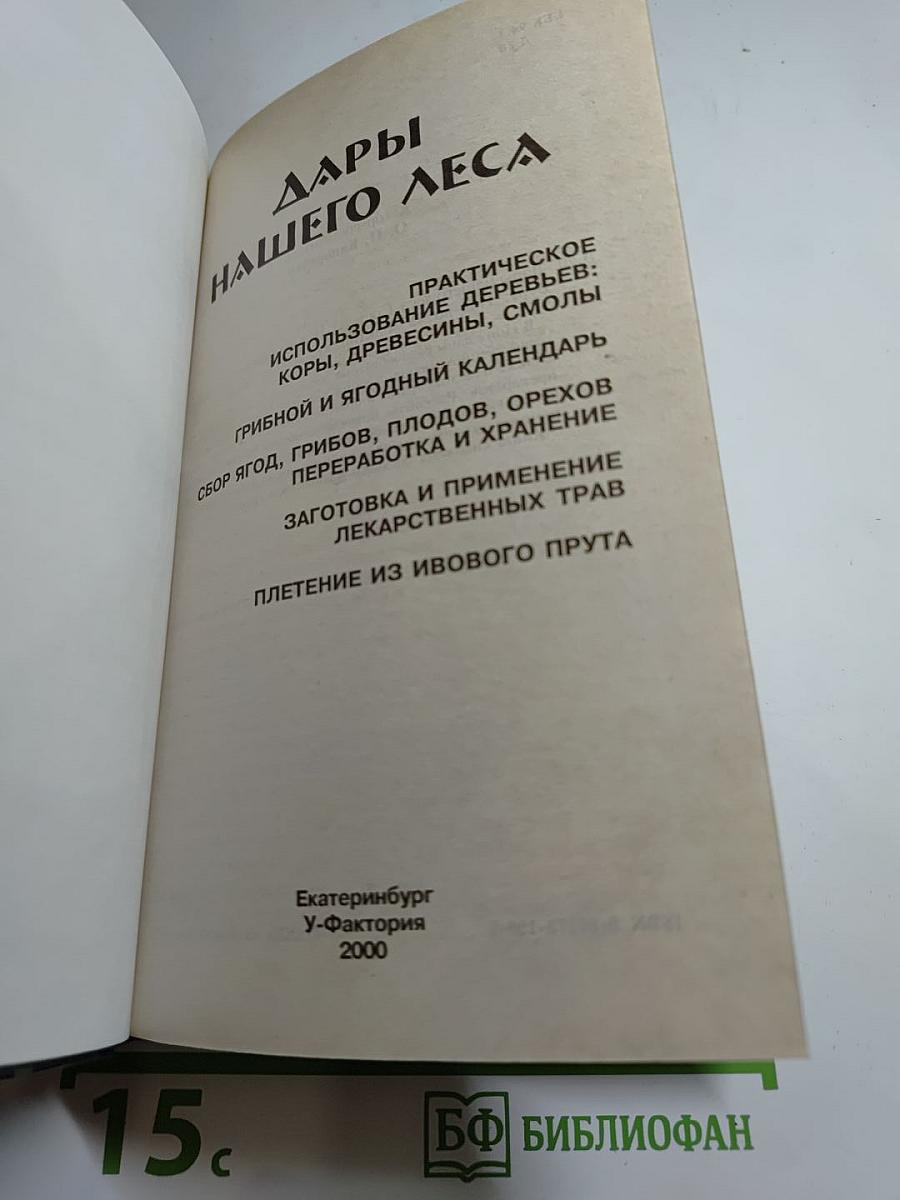 ДАРЫ
НАШЕГО ЛЕСА
ПРАКТИЧЕСКОЕ
ИСПОЛЬЗОВАНИЕ ДЕРЕВЬЕВ:
КОРЫ, ДРЕВЕСИНЫ, СМОЛЫ
ГРИБНОЙ И ЯГОДНЫЙ КАЛЕНДАРЬ
СБОР ЯГОД, ГРИБОВ, ПЛОДОВ, ОРЕХОВ
ПЕРЕРАБОТКА И ХРАНЕНИЕ
ЗАГОТОВКА И ПРИМЕНЕНИЕ
ЛЕКАРСТВЕННЫХ ТРАВ
ПЛЕТЕНИЕ ИЗ ИВОВОГО ПРУТА
Екатеринбург
У-Фактория
2000
15 с
БФ БИБЛИОФАН